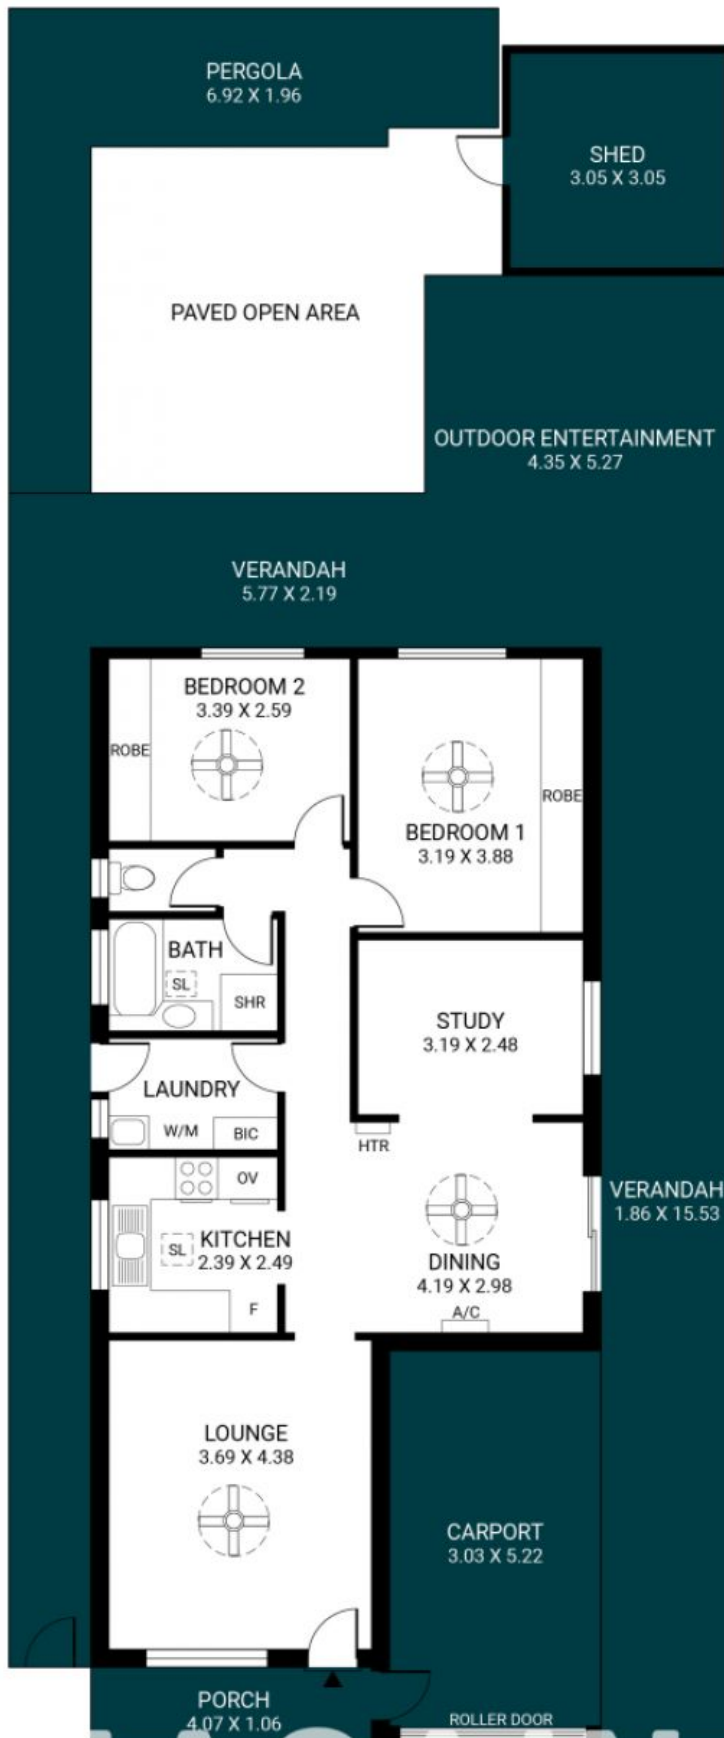 PERGOLA
6.92 X 1.96
SHED
3.05 X 3.05
PAVED OPEN AREA
OUTDOOR ENTERTAINMENT
4.35 X 5.27
VERANDAH
5.77 X 2.19
BEDROOM 2
3.39 X 2.59
ROBE
BEDROOM 1
3.19 X 3.88
ROBE
BATH
SL
SHR
STUDY
3.19 X 2.48
LAUNDRY
W/M
BIC
HTR
OV
KITCHEN
2.39 X 2.49
SL
F
DINING
4.19 X 2.98
A/C
VERANDAH
1.86 X 15.53
LOUNGE
3.69 X 4.38
CARPORT
3.03 X 5.22
PORCH
4.07 X 1.06
ROLLER DOOR